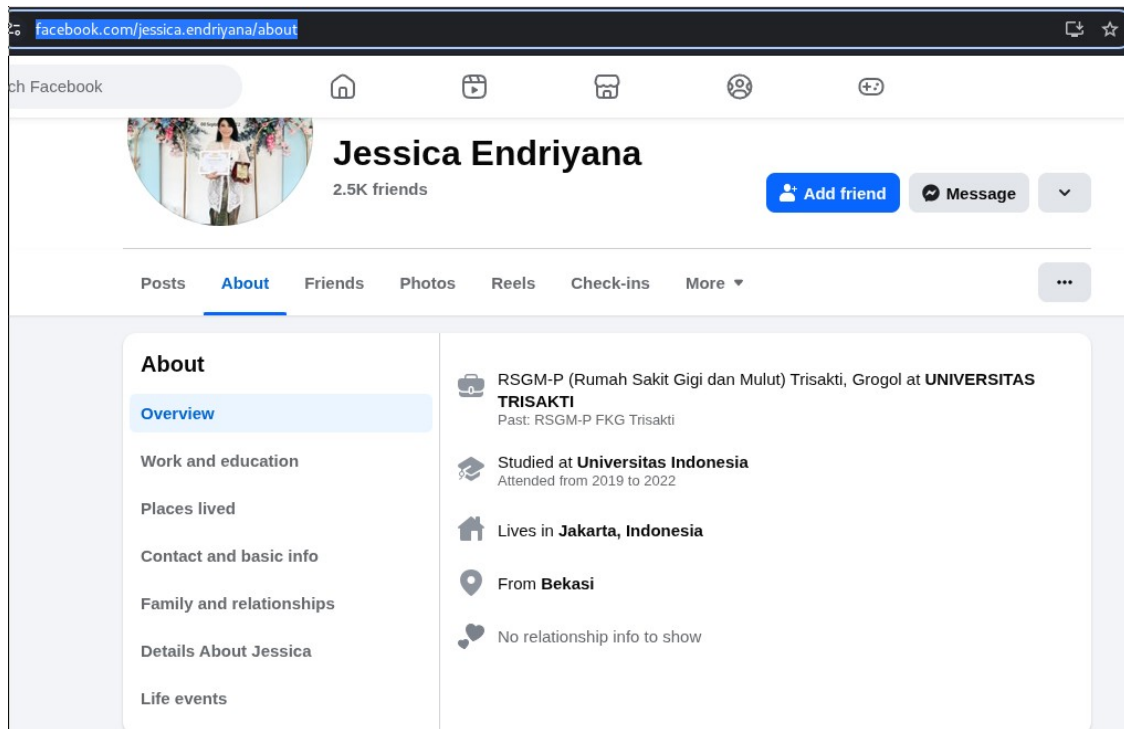 facebook.com/jessica.endriyana/about
ch Facebook
Jessica Endriyana
2.5K friends
Add friend
Message
Posts
About
Friends
Photos
Reels
Check-ins
More
About
Overview
Work and education
Places lived
Contact and basic info
Family and relationships
Details About Jessica
Life events
RSGM-P (Rumah Sakit Gigi dan Mulut) Trisakti, Grogol at UNIVERSITAS
TRISAKTI
Past: RSGM-P FKG Trisakti
Studied at Universitas Indonesia
Attended from 2019 to 2022
Lives in Jakarta, Indonesia
From Bekasi
No relationship info to show